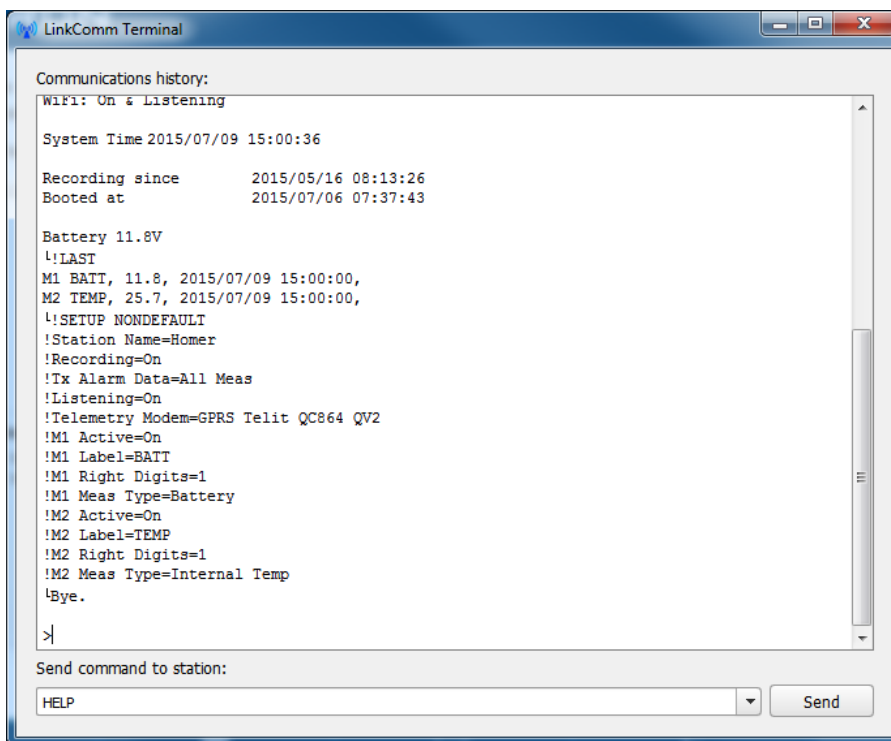 LinkComm Terminal
Communications history:
WiFi: On & Listening
System Time 2015/07/09 15:00:36
Recording since 2015/05/16 08:13:26
Booted at 2015/07/06 07:37:43
Battery 11.8V
└!LAST
M1 BATT, 11.8, 2015/07/09 15:00:00,
M2 TEMP, 25.7, 2015/07/09 15:00:00,
└!SETUP NONDEFAULT
!Station Name=Homer
!Recording=On
!Tx Alarm Data=All Meas
!Listening=On
!Telemetry Modem=GPRS Telit QC864 QV2
!M1 Active=On
!M1 Label=BATT
!M1 Right Digits=1
!M1 Meas Type=Battery
!M2 Active=On
!M2 Label=TEMP
!M2 Right Digits=1
!M2 Meas Type=Internal Temp
└Bye.
>
Send command to station:
HELP
Send